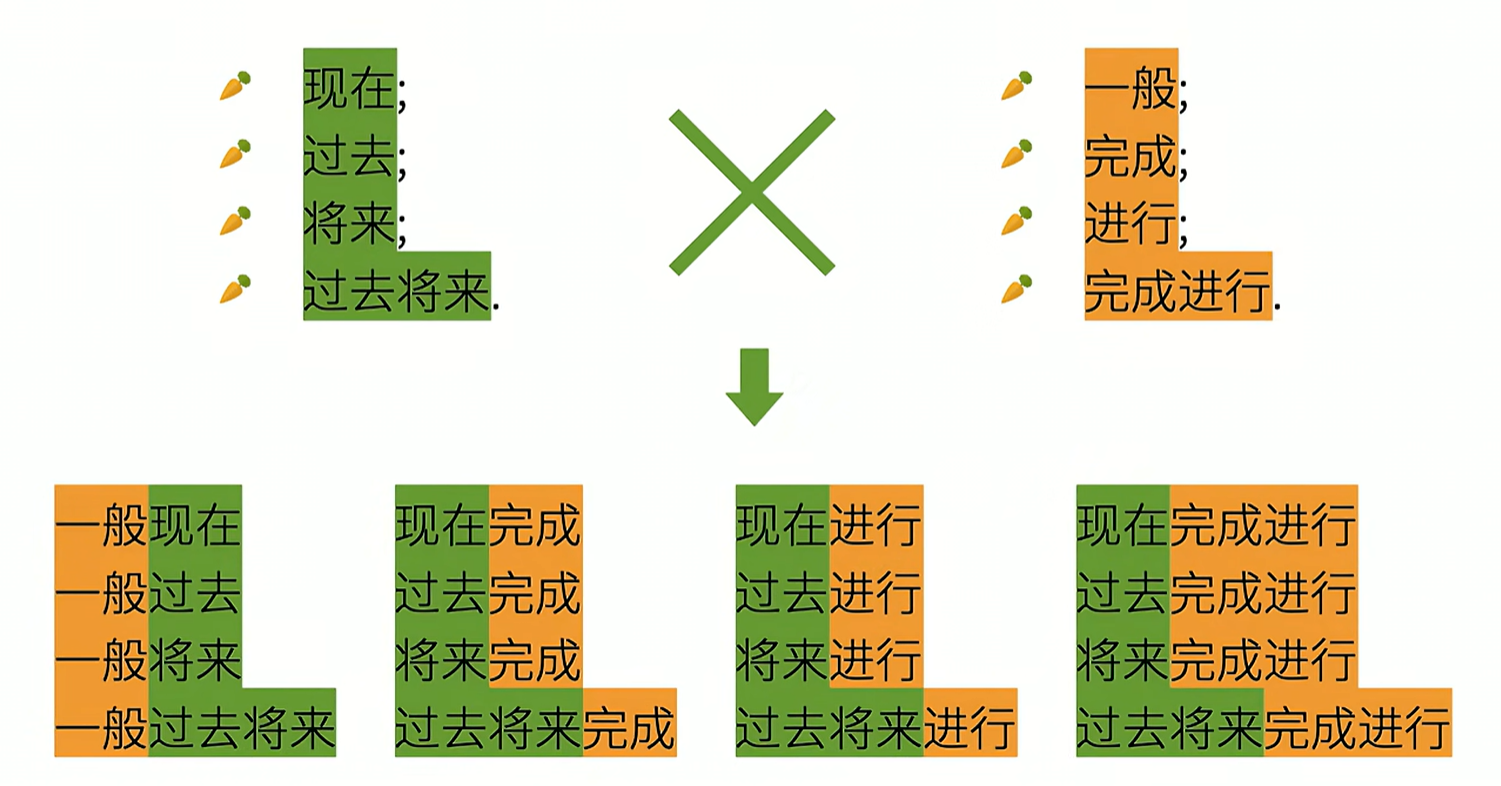 现在;
过去;
将来;
过去将来.
一般;
完成;
进行;
完成进行.
一般现在
一般过去
一般将来
一般过去将来
现在完成
过去完成
将来完成
过去将来完成
现在进行
过去进行
将来进行
过去将来进行
现在完成进行
过去完成进行
将来完成进行
过去将来完成进行